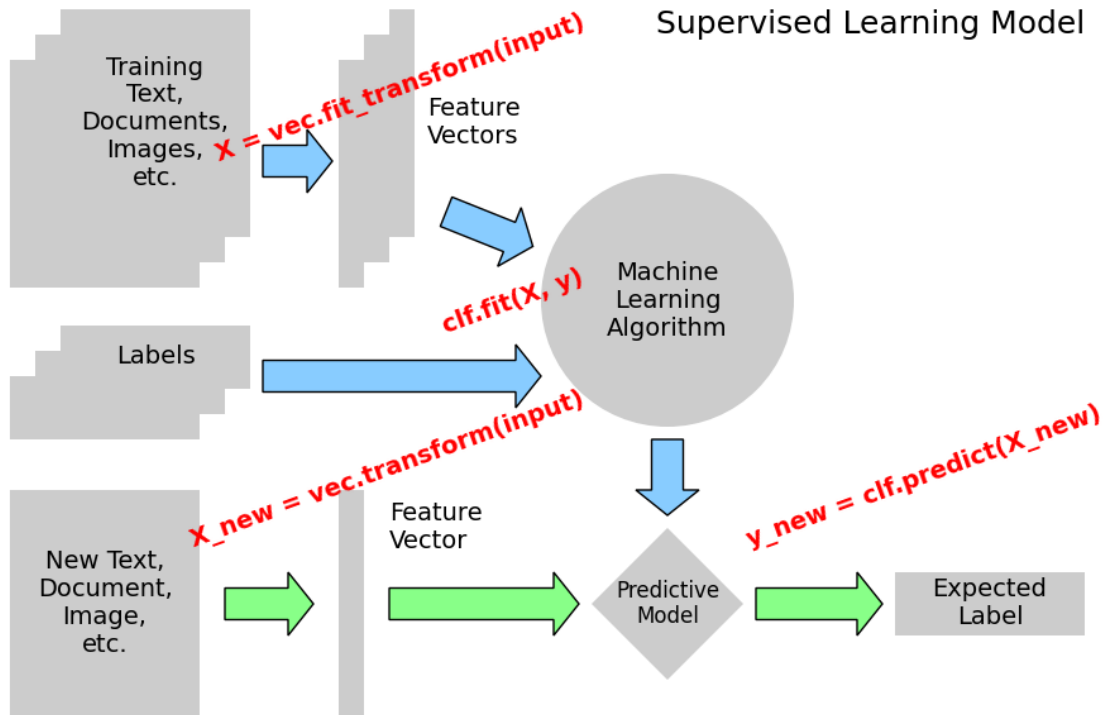 Supervised Learning Model
Training
Text,
Documents,
Images,
etc.
X = vec.fit_transform(input)
Feature
Vectors
Machine
Learning
Algorithm
clf.fit(X, y)
Labels
X_new = vec.transform(input)
y_new = clf.predict(X_new)
New Text,
Document,
Image,
etc.
Feature
Vector
Predictive
Model
Expected
Label